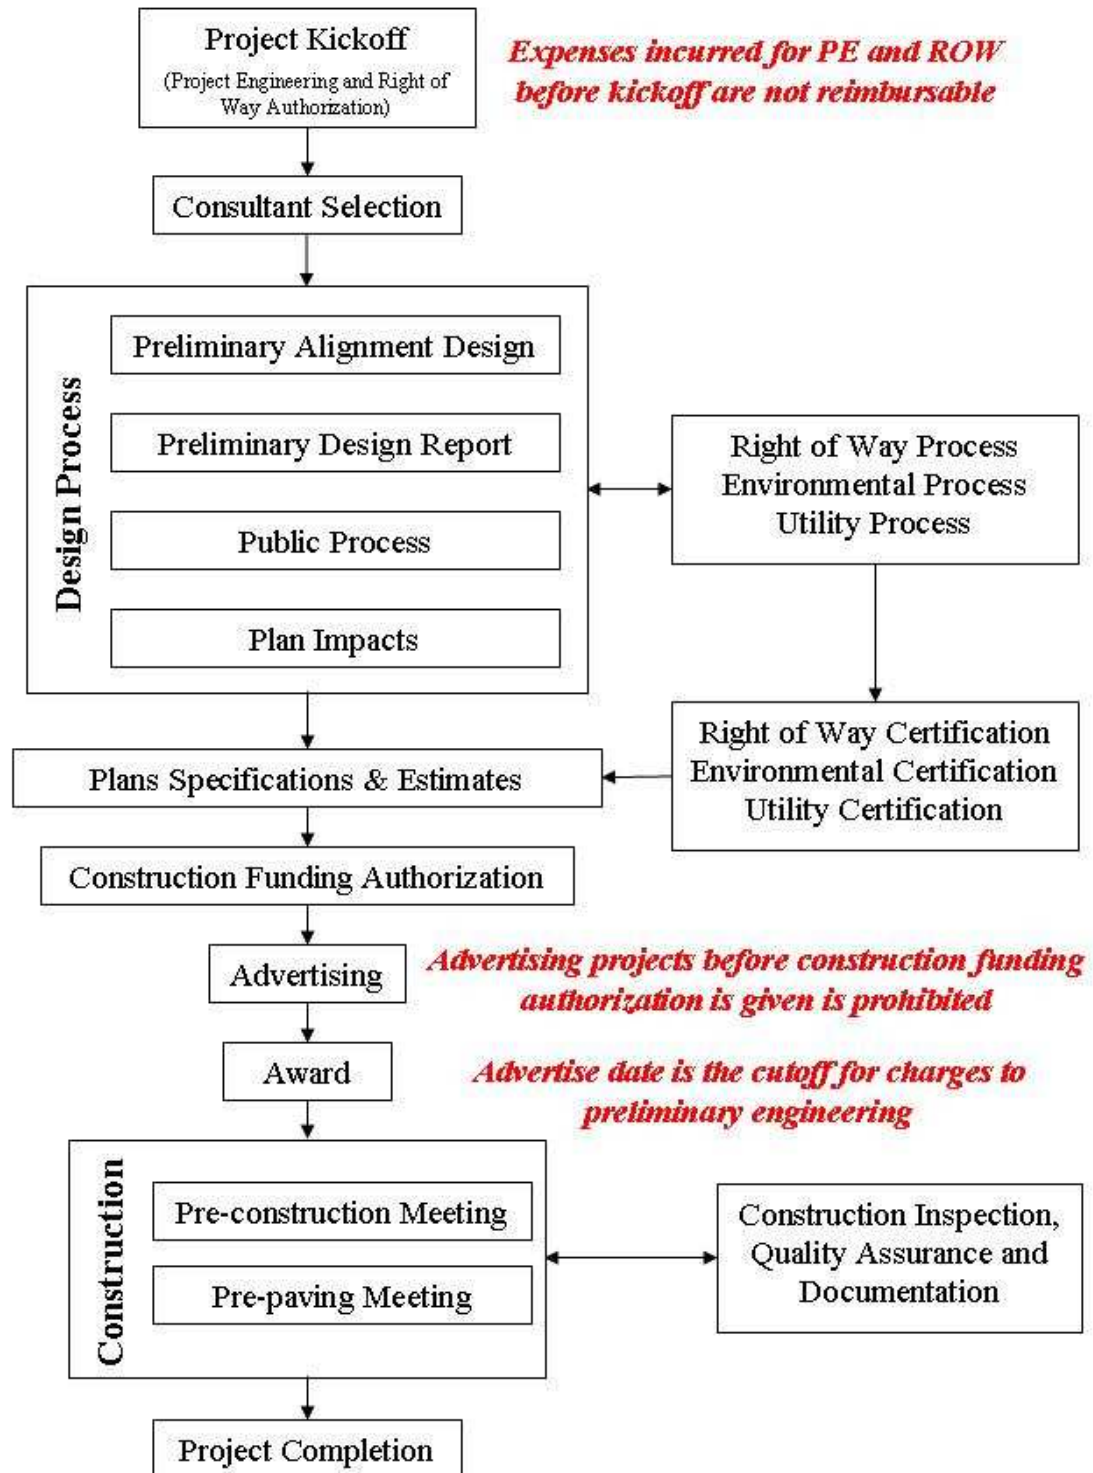 Project Kickoff
(Project Engineering and Right of
Way Authorization)
Expenses incurred for PE and ROW
before kickoff are not reimbursable
Consultant Selection
Design Process
Preliminary Alignment Design
Preliminary Design Report
Public Process
Plan Impacts
Right of Way Process
Environmental Process
Utility Process
Right of Way Certification
Environmental Certification
Utility Certification
Plans Specifications & Estimates
Construction Funding Authorization
Advertising
Advertising projects before construction funding
authorization is given is prohibited
Award
Advertise date is the cutoff for charges to
preliminary engineering
Construction
Pre-construction Meeting
Pre-paving Meeting
Construction Inspection,
Quality Assurance and
Documentation
Project Completion